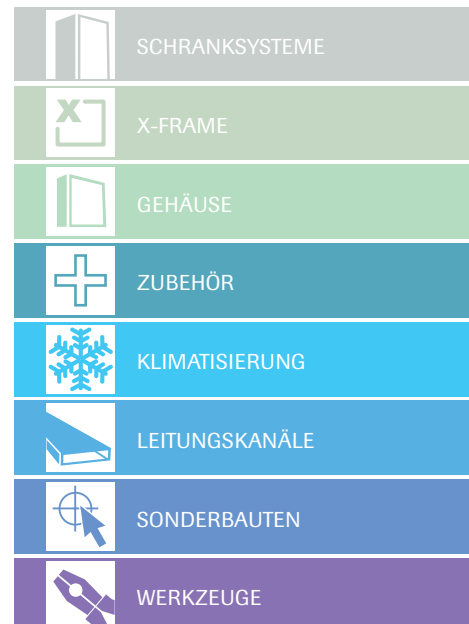 SCHRANKSYSTEME
X
X-FRAME
GEHÄUSE
ZUBEHÖR
KLIMATISIERUNG
LEITUNGSKANÄLE
SONDERBAUTEN
WERKZEUGE